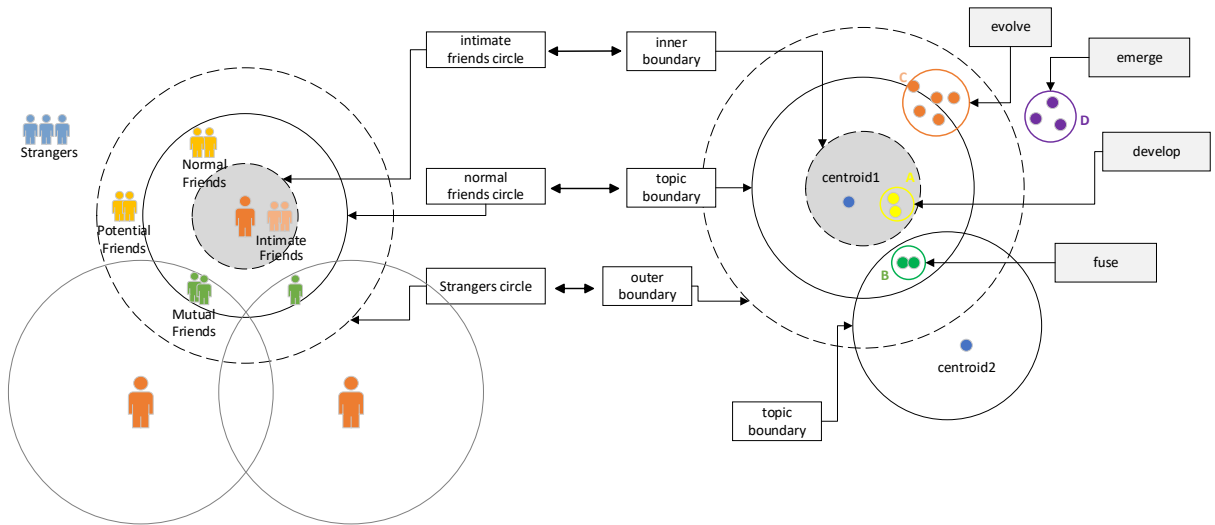 intimate
friends circle
inner
boundary
evolve
emerge
C
D
Strangers
Normal
Friends
develop
normal
friends circle
topic
boundary
centroid1
A
Potential
Friends
Intimate
Friends
B
fuse
Strangers circle
outer
boundary
Mutual
Friends
centroid2
topic
boundary